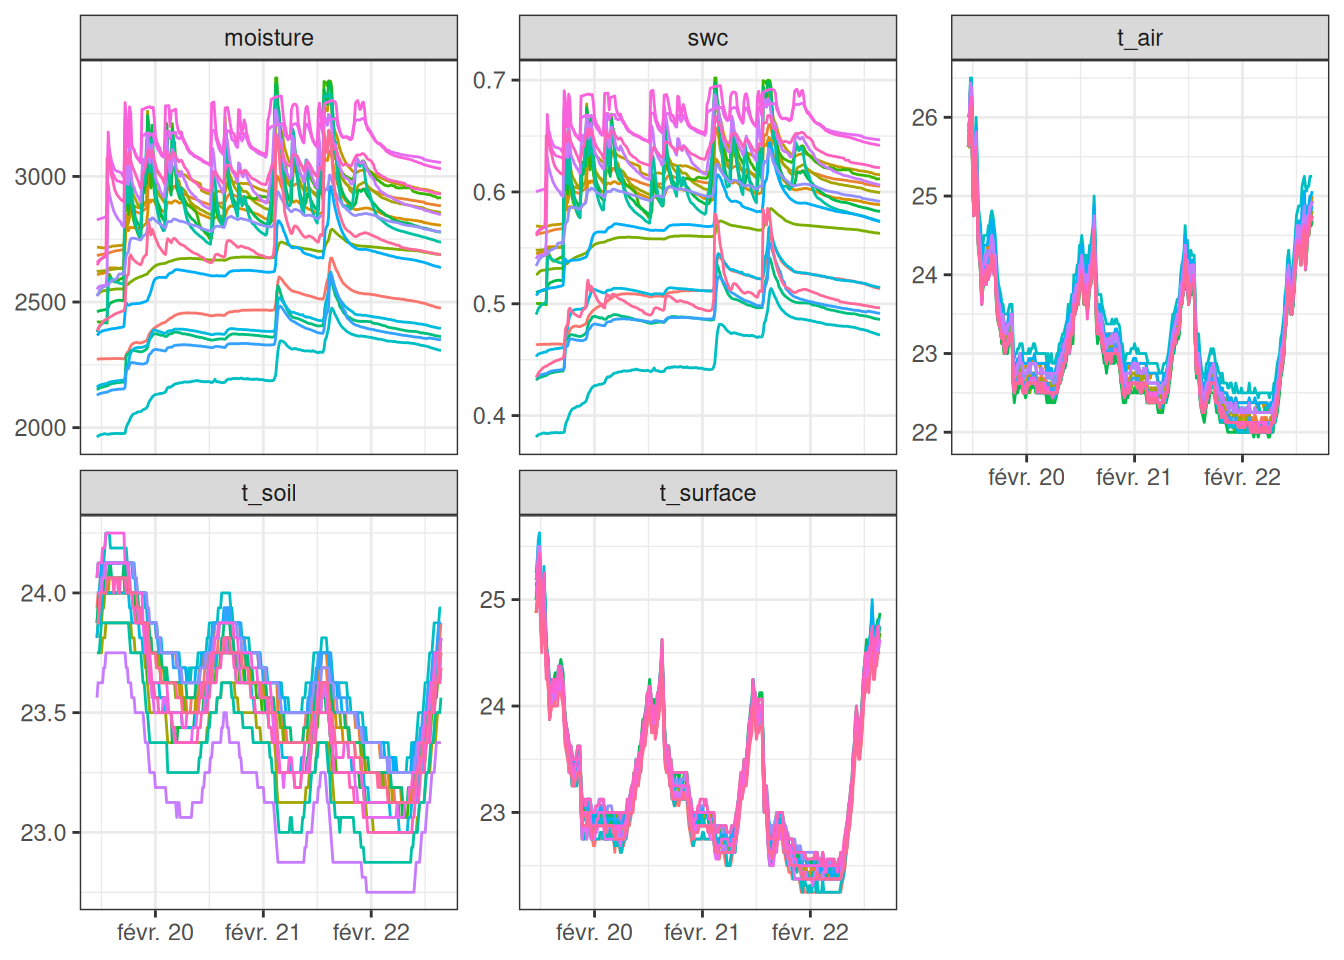 moisture
swc
t_air
3000
2500
2000
0.7
0.6
0.5
0.4
26
25
24
23
22
févr. 20 févr. 21 févr. 22
t_soil
t_surface
24.0
23.5
23.0
25
24
23
févr. 20 févr. 21 févr. 22
févr. 20 févr. 21 févr. 22